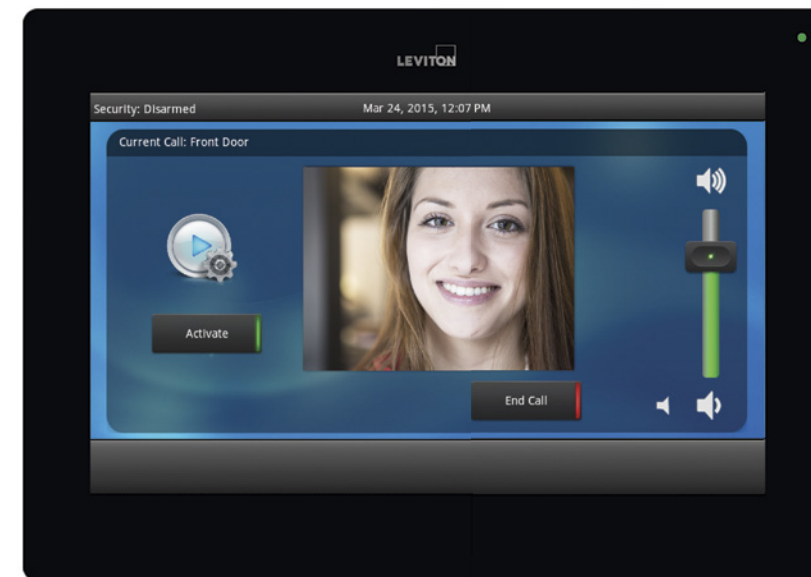 LEVITON
Security: Disarmed
Mar 24, 2015, 12:07 PM
Current Call: Front Door
Activate
End Call